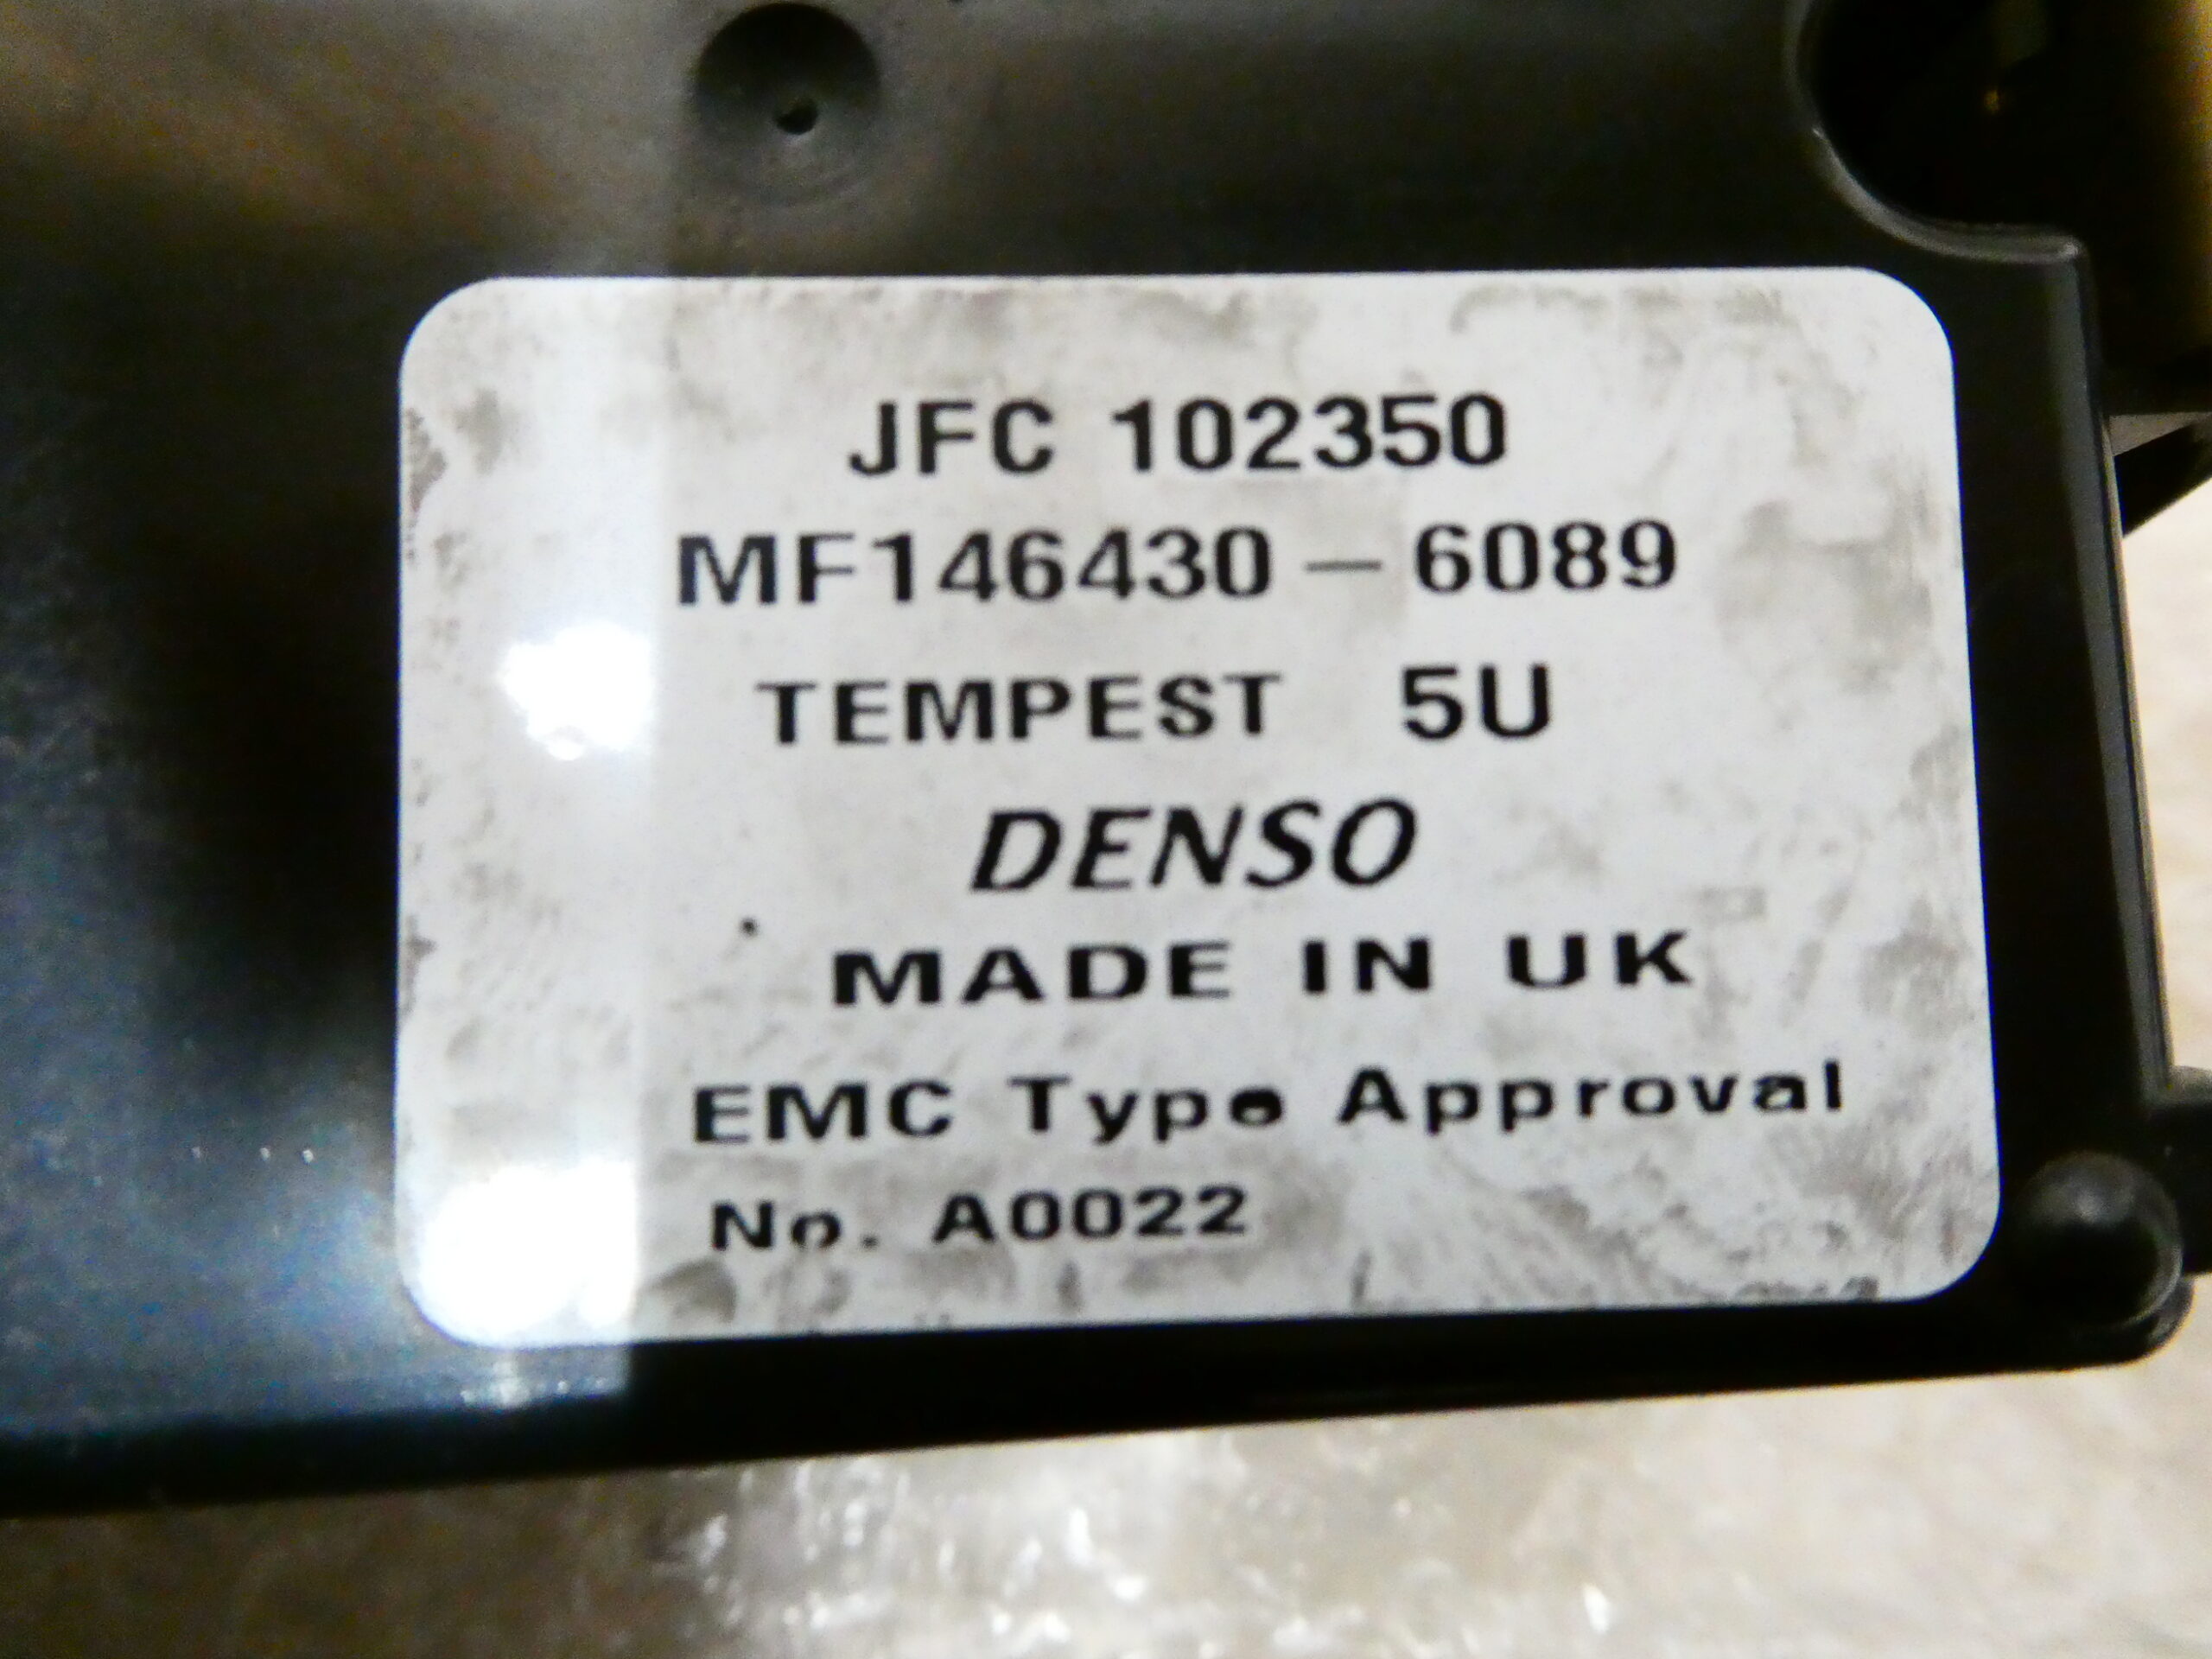 JFC 102350
MF146430-6089
TEMPEST 5U
DENSO
MADE IN UK
EMC Type Approval
No. A0022